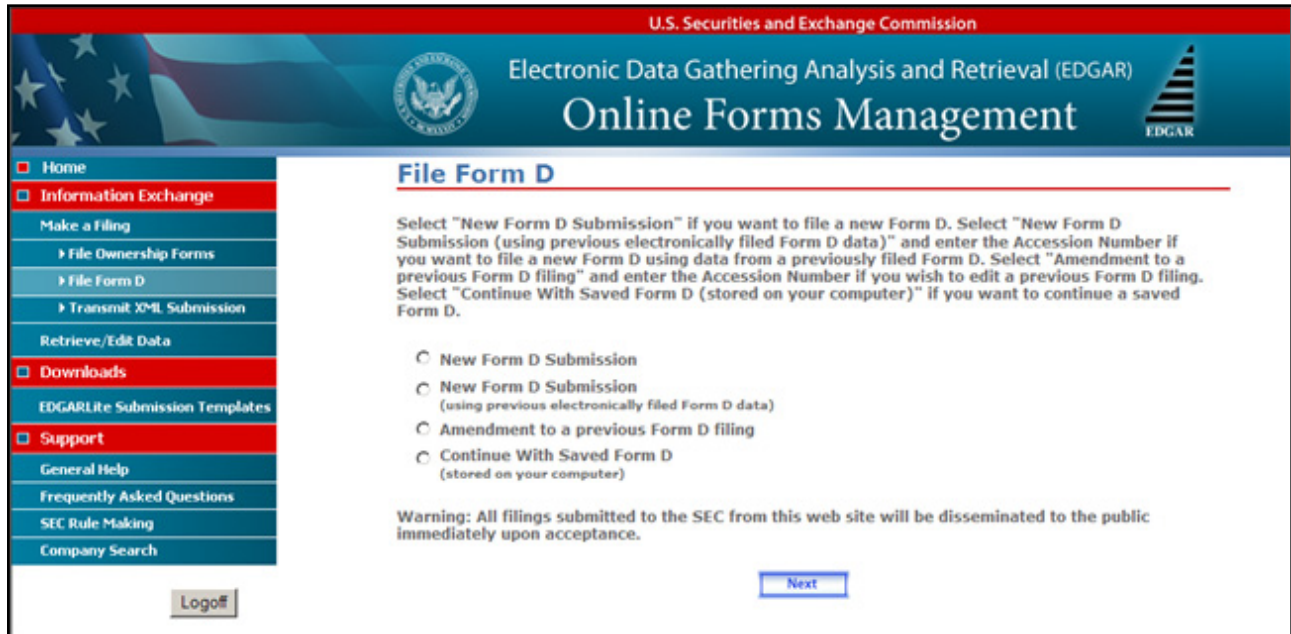 U.S. Securities and Exchange Commission
Electronic Data Gathering Analysis and Retrieval (EDGAR)
Online Forms Management
EDGAR
Home
Information Exchange
Make a Filing
File Ownership Forms
File Form D
Transmit XML Submission
Retrieve/Edit Data
Downloads
EDGARLite Submission Templates
Support
General Help
Frequently Asked Questions
SEC Rule Making
Company Search
Logoff
File Form D
Select "New Form D Submission" if you want to file a new Form D. Select "New Form D
Submission (using previous electronically filed Form D data)" and enter the Accession Number if
you want to file a new Form D using data from a previously filed Form D. Select "Amendment to a
previous Form D filing" and enter the Accession Number if you wish to edit a previous Form D filing.
Select "Continue With Saved Form D (stored on your computer)" if you want to continue a saved
Form D.
New Form D Submission
New Form D Submission
(using previous electronically filed Form D data)
Amendment to a previous Form D filing
Continue With Saved Form D
(stored on your computer)
Warning: All filings submitted to the SEC from this web site will be disseminated to the public
immediately upon acceptance.
Next